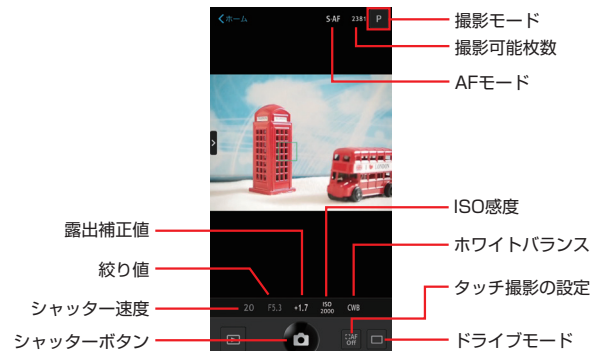 ホーム
S-AF
2381
P
撮影モード
撮影可能枚数
AFモード
ISO感度
露出補正値
ホワイトバランス
絞り値
タッチ撮影の設定
シャッター速度
20
F5.3
+1.7
ISO
2000
CWB
シャッターボタン
AF
Off
ドライブモード